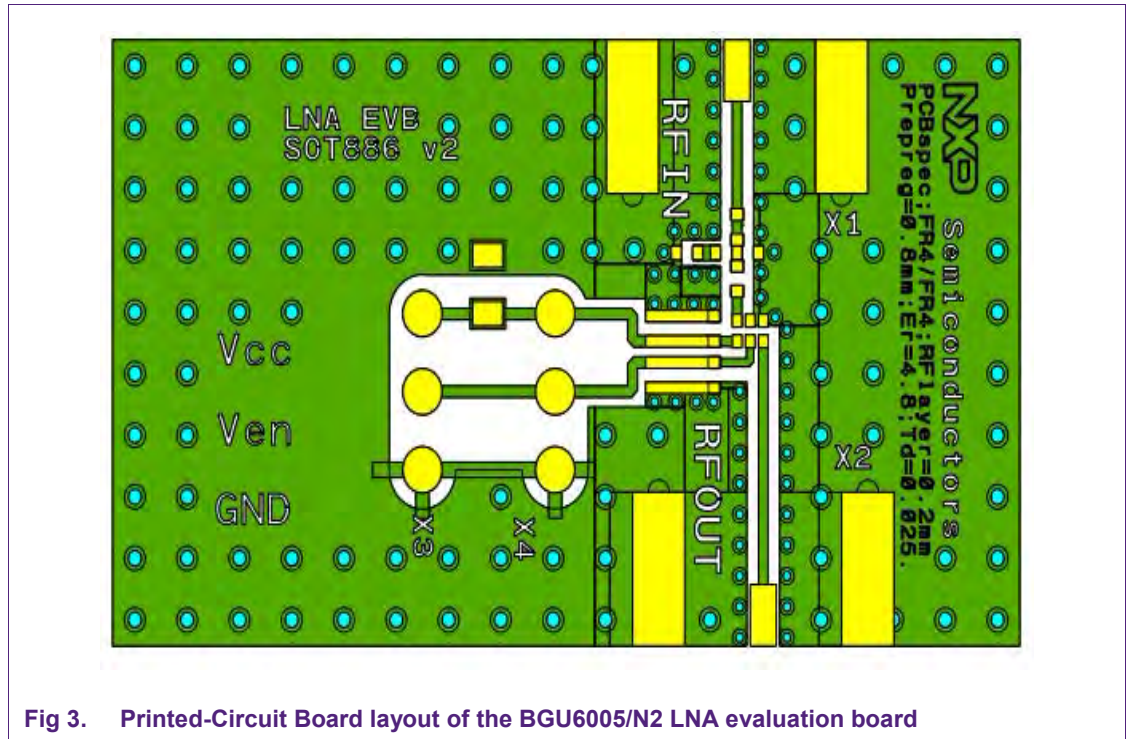 LNA EVB
SOT886 v2
RFIN
X1
NXP Semiconductors
PCBspec:FR4/FR4;RFlayer=0.2mm
Prepreg=0.8mm;Er=4.8;Td=0.025.
Vcc
Ven
GND
X3
X4
RFOUT
X2
Fig 3. Printed-Circuit Board layout of the BGU6005/N2 LNA evaluation board